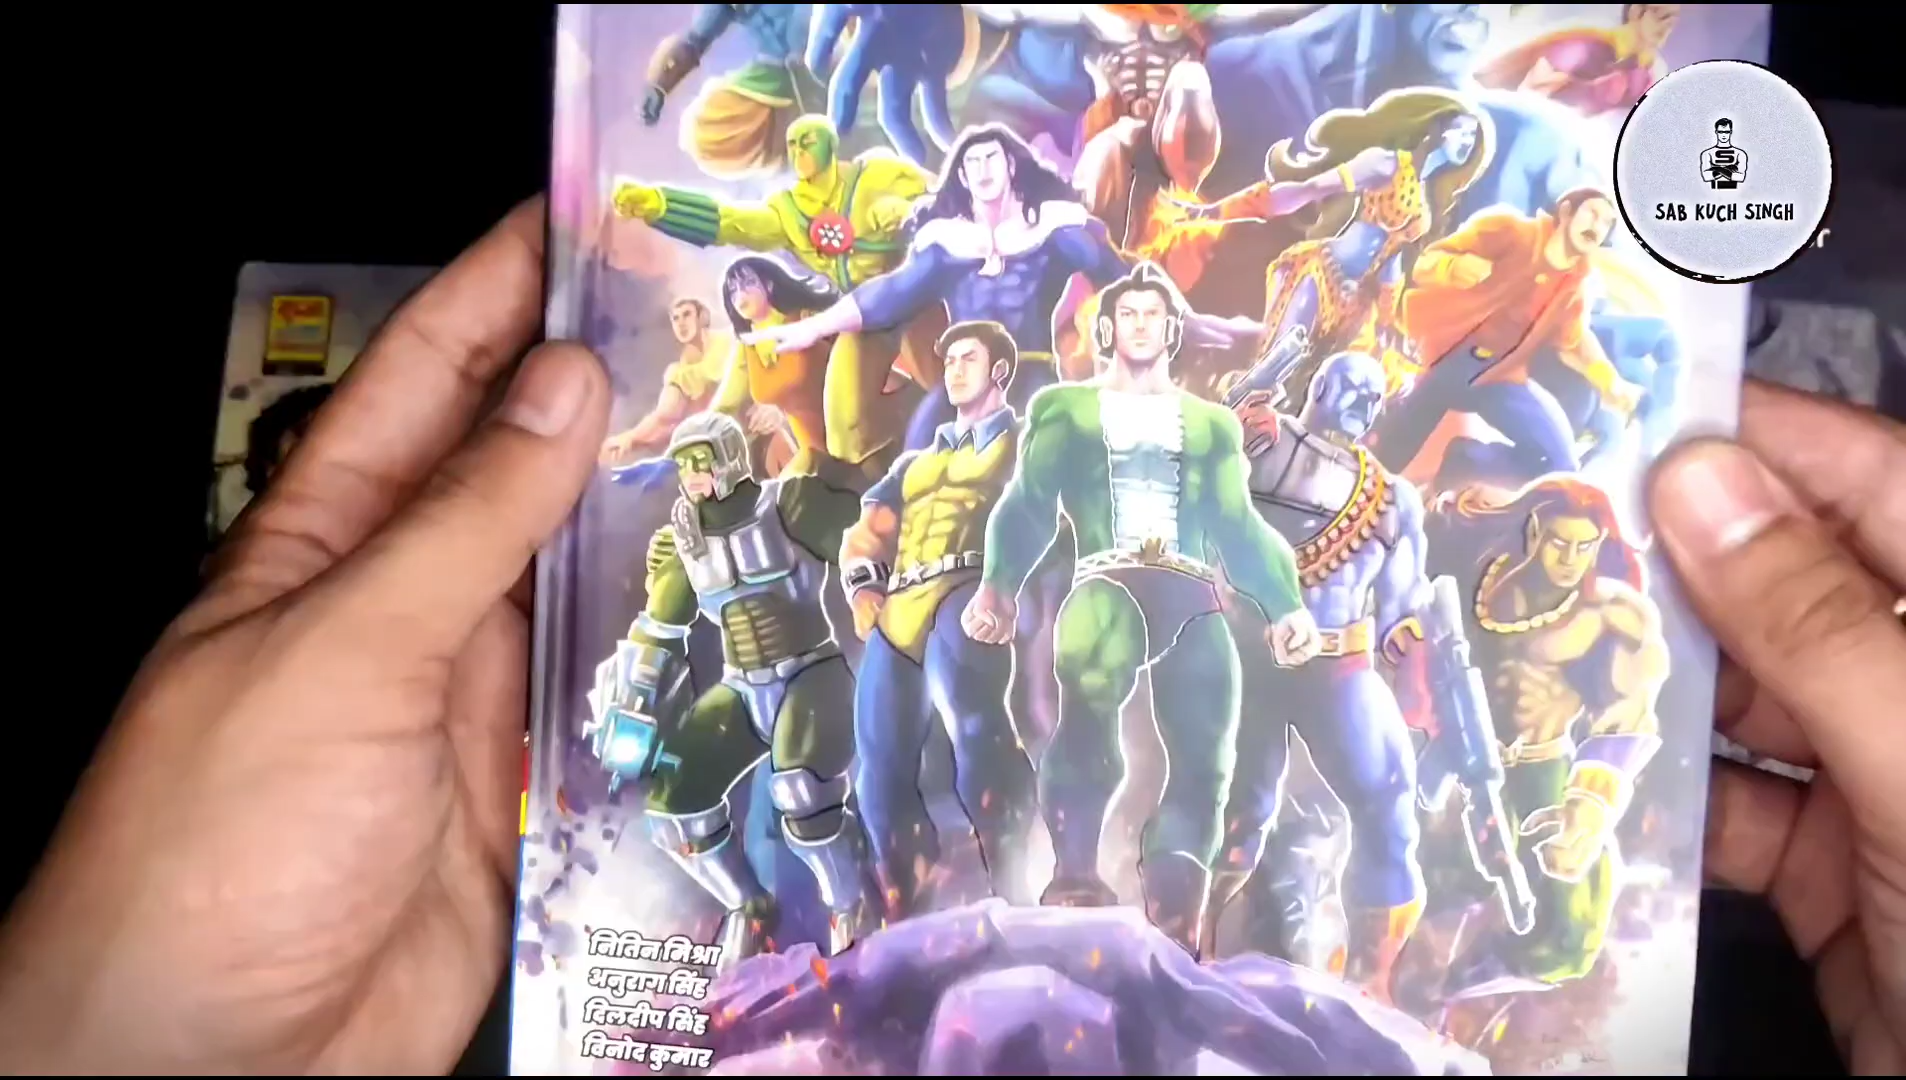 SAB KUCH SINGH
नितिन मिश्रा
अनुराग सिंह
दिलदीप सिंह
विनोद कुमार